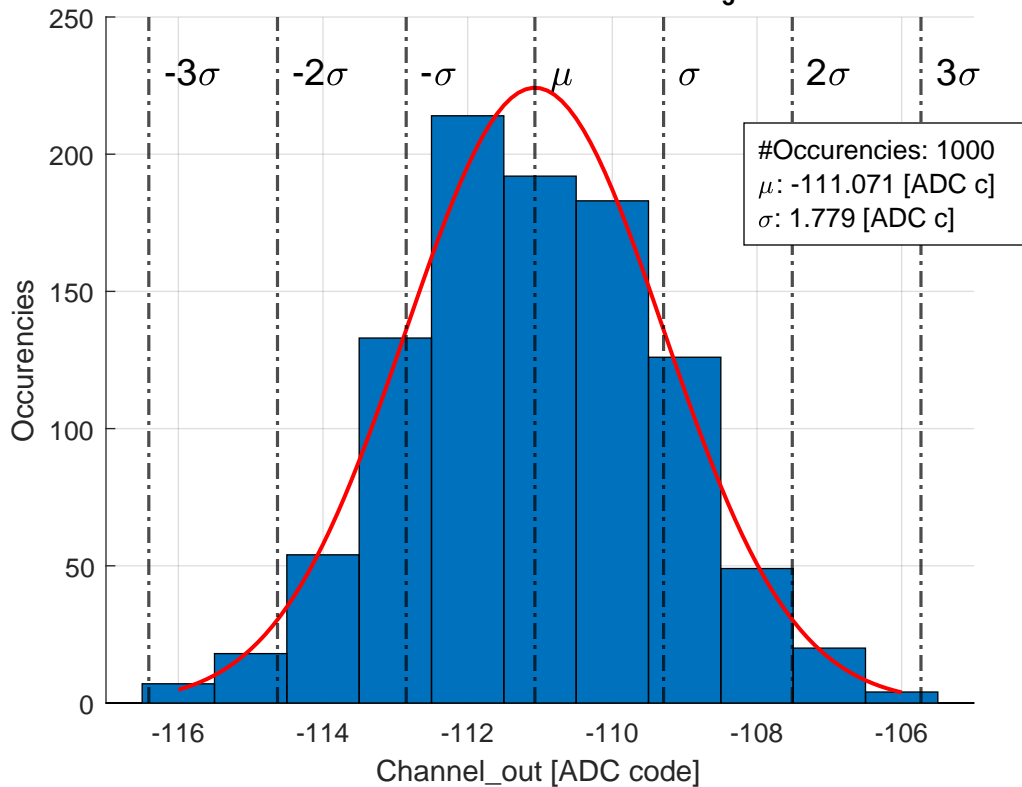 250
-3σ -2σ -σ μ σ 2σ 3σ
#Occurencies: 1000
μ: -111.071 [ADC c]
σ: 1.779 [ADC c]
200
150
100
50
0
Occurencies
-116 -114 -112 -110 -108 -106
Channel_out [ADC code]